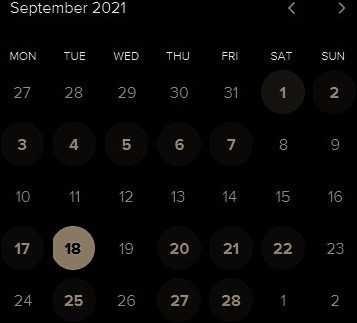 September 2021
MON TUE WED THU FRI SAT SUN
27 28 29 30 31 1 2
3 4 5 6 7 8 9
10 11 12 13 14 15 16
17 18 19 20 21 22 23
24 25 26 27 28 1 2